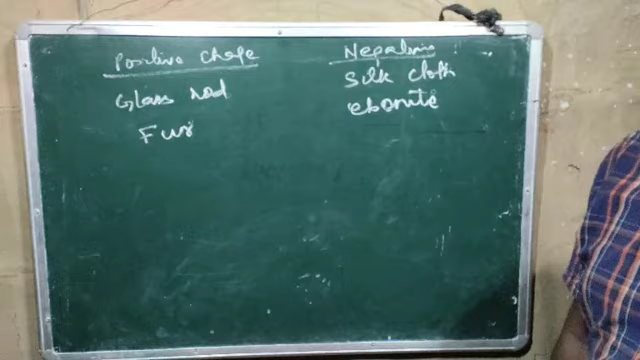 Positive charge Negative
Glass rod Silk cloth
Fur ebonite